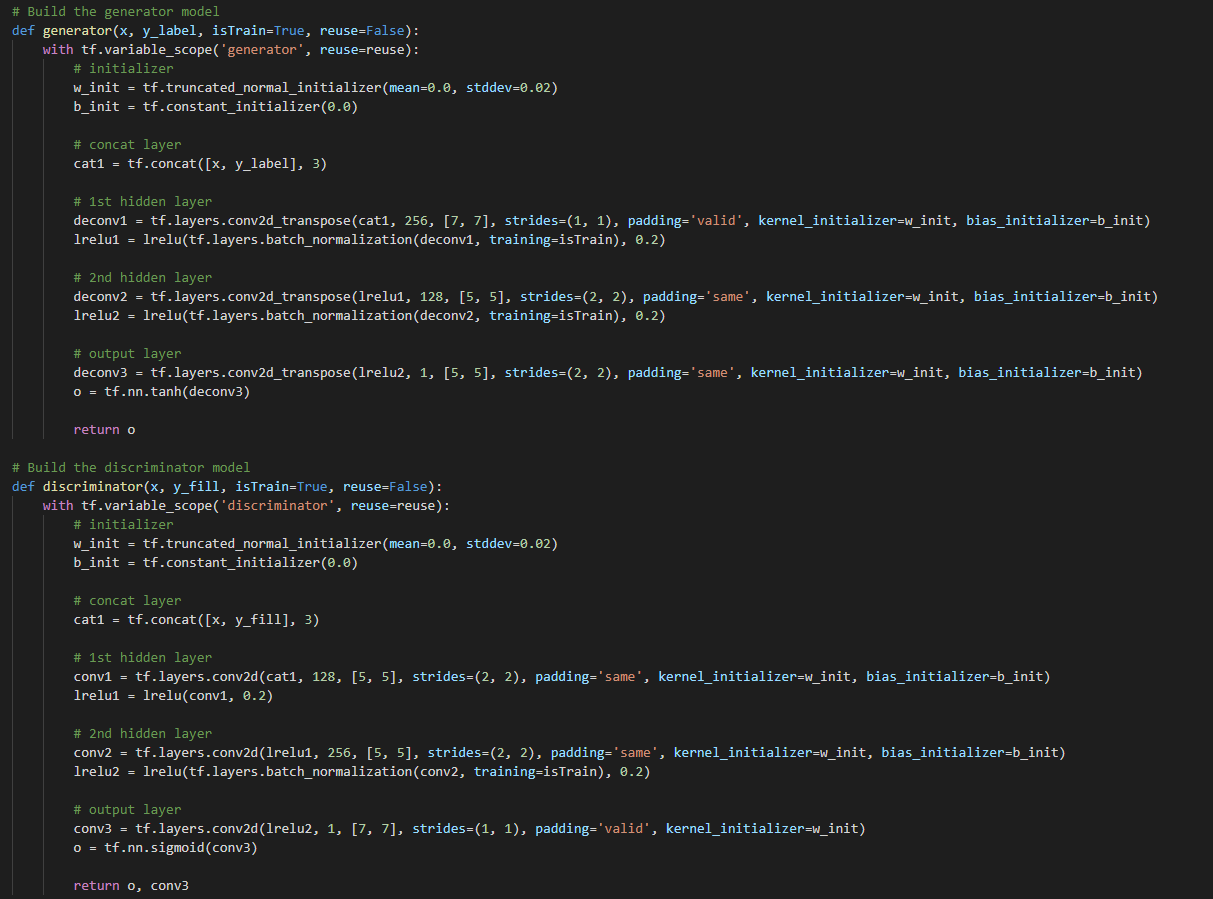 # Build the generator model
def generator(x, y_label, isTrain=True, reuse=False):
    with tf.variable_scope('generator', reuse=reuse):
        # initializer
        w_init = tf.truncated_normal_initializer(mean=0.0, stddev=0.02)
        b_init = tf.constant_initializer(0.0)

        # concat layer
        cat1 = tf.concat([x, y_label], 3)

        # 1st hidden layer
        deconv1 = tf.layers.conv2d_transpose(cat1, 256, [7, 7], strides=(1, 1), padding='valid', kernel_initializer=w_init, bias_initializer=b_init)
        lrelu1 = lrelu(tf.layers.batch_normalization(deconv1, training=isTrain), 0.2)

        # 2nd hidden layer
        deconv2 = tf.layers.conv2d_transpose(lrelu1, 128, [5, 5], strides=(2, 2), padding='same', kernel_initializer=w_init, bias_initializer=b_init)
        lrelu2 = lrelu(tf.layers.batch_normalization(deconv2, training=isTrain), 0.2)

        # output layer
        deconv3 = tf.layers.conv2d_transpose(lrelu2, 1, [5, 5], strides=(2, 2), padding='same', kernel_initializer=w_init, bias_initializer=b_init)
        o = tf.nn.tanh(deconv3)

        return o

# Build the discriminator model
def discriminator(x, y_fill, isTrain=True, reuse=False):
    with tf.variable_scope('discriminator', reuse=reuse):
        # initializer
        w_init = tf.truncated_normal_initializer(mean=0.0, stddev=0.02)
        b_init = tf.constant_initializer(0.0)

        # concat layer
        cat1 = tf.concat([x, y_fill], 3)

        # 1st hidden layer
        conv1 = tf.layers.conv2d(cat1, 128, [5, 5], strides=(2, 2), padding='same', kernel_initializer=w_init, bias_initializer=b_init)
        lrelu1 = lrelu(conv1, 0.2)

        # 2nd hidden layer
        conv2 = tf.layers.conv2d(lrelu1, 256, [5, 5], strides=(2, 2), padding='same', kernel_initializer=w_init, bias_initializer=b_init)
        lrelu2 = lrelu(tf.layers.batch_normalization(conv2, training=isTrain), 0.2)

        # output layer
        conv3 = tf.layers.conv2d(lrelu2, 1, [7, 7], strides=(1, 1), padding='valid', kernel_initializer=w_init)
        o = tf.nn.sigmoid(conv3)

        return o, conv3